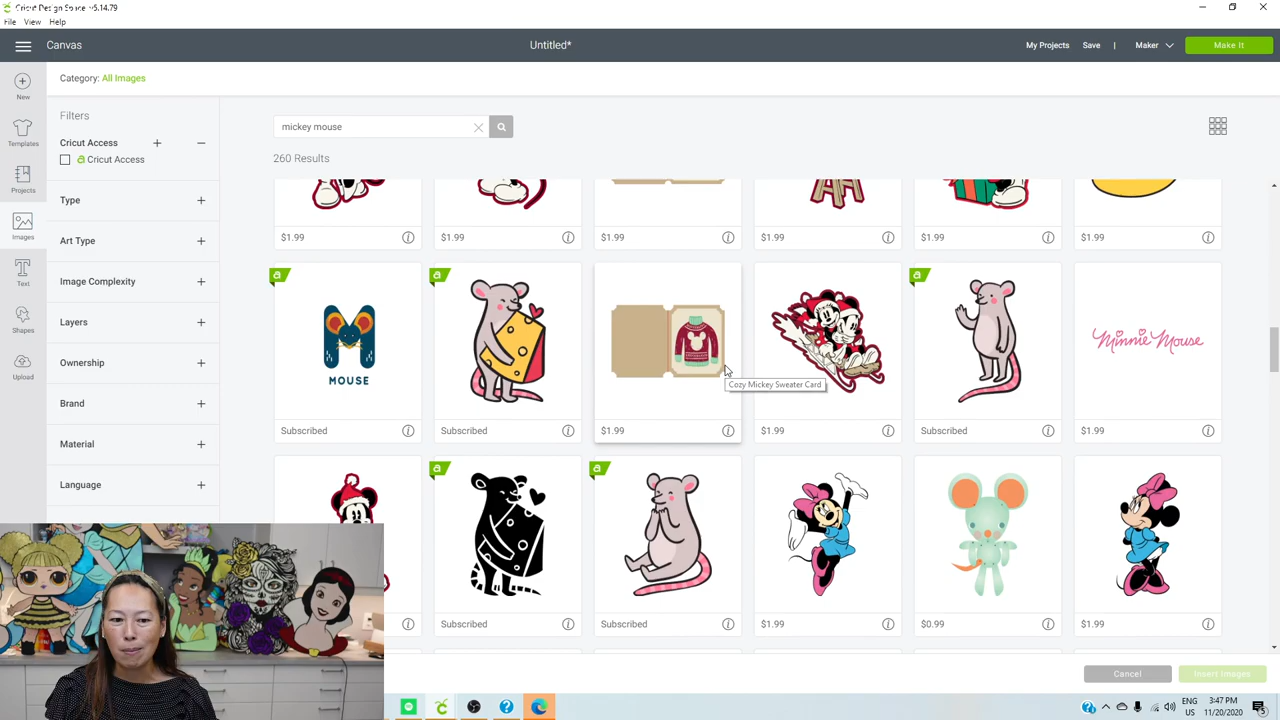 Cricut Design Space v6.14.79
File View Help
Canvas
Untitled*
My Projects
Save
|
Maker
Make It
New
Templates
Projects
Images
Text
Shapes
Upload
Category: All Images
Filters
Cricut Access
a Cricut Access
Type
Art Type
Image Complexity
Layers
Ownership
Brand
Material
Language
mickey mouse
260 Results
$1.99
$1.99
$1.99
$1.99
$1.99
$1.99
a
MOUSE
a
a
Minnie Mouse
Cozy Mickey Sweater Card
Subscribed
Subscribed
$1.99
$1.99
Subscribed
$1.99
a
a
Subscribed
Subscribed
$1.99
$0.99
$1.99
Cancel
Insert Images
ENG
US
3:47 PM
11/20/2020